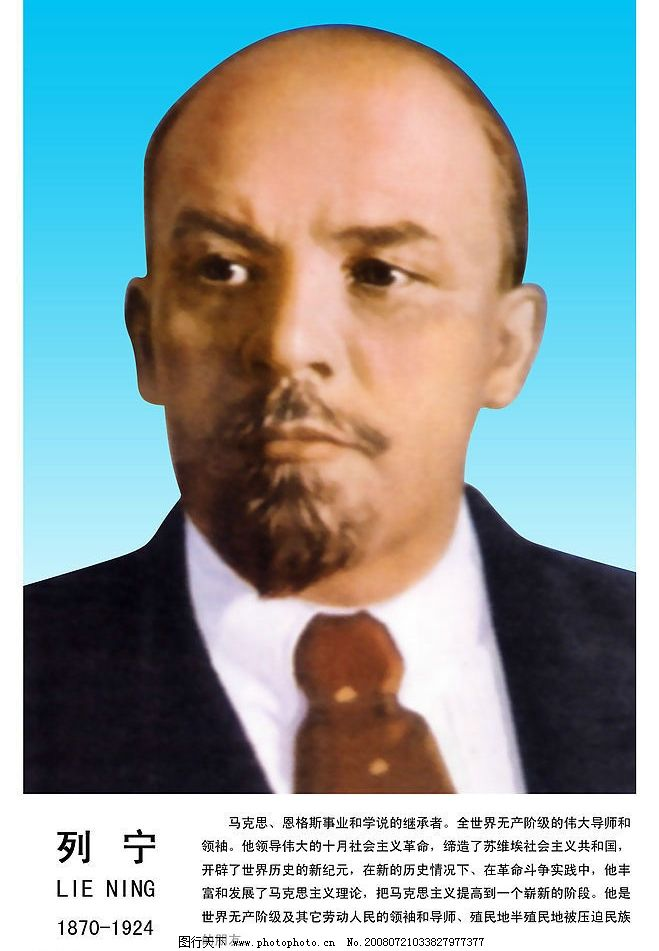 列 宁
LIE NING
1870-1924
马克思、恩格斯事业和学说的继承者。全世界无产阶级的伟大导师和
领袖。他领导伟大的十月社会主义革命，缔造了苏维埃社会主义共和国，
开辟了世界历史的新纪元，在新的历史情况下、在革命斗争实践中，他丰
富和发展了马克思主义理论，把马克思主义提高到一个崭新的阶段。他是
世界无产阶级及其它劳动人民的领袖和导师、殖民地半殖民地被压迫民族
图行天下·www.photophoto.cn No.20080721033827977377